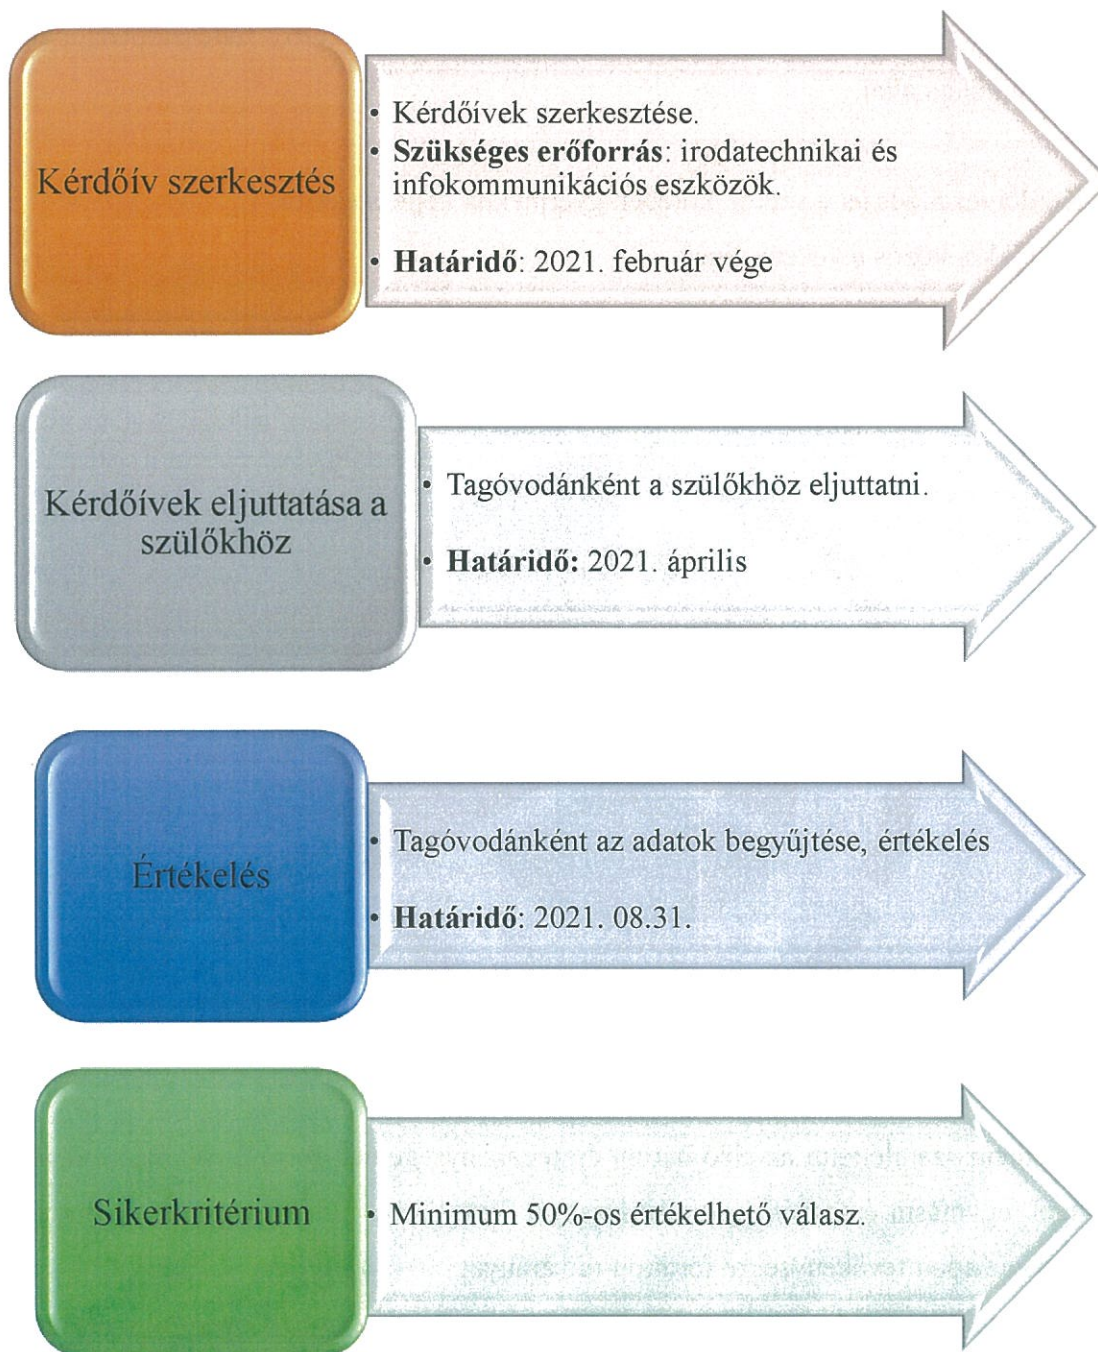 Kérdőív szerkesztés
• Kérdőívek szerkesztése.
• Szükséges erőforrás: irodatechnikai és
infokommunikációs eszközök.
• Határidő: 2021. február vége
Kérdőívek eljuttatása a
szülőkhöz
• Tagóvodánként a szülőkhöz eljuttatni.
• Határidő: 2021. április
Értékelés
• Tagóvodánként az adatok begyűjtése, értékelés
• Határidő: 2021. 08.31.
Sikerkritérium
• Minimum 50%-os értékelhető válasz.